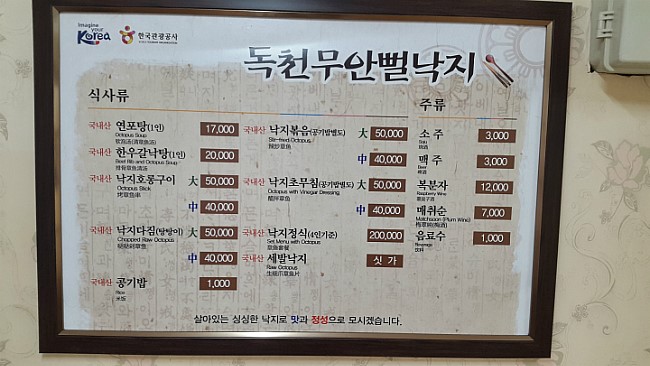 imagine your Korea
한국관광공사
독천무안뻘낙지
식사류
국내산 연포탕(1인) 17,000
Octopus Soup
국내산 한우갈낙탕(1인) 20,000
Beef Rib and Octopus Soup
국내산 낙지호롱구이 大 50,000
Octopus Stick
中 40,000
국내산 낙지다짐(탕탕이) 大 50,000
Chopped Raw Octopus
中 40,000
국내산 공기밥 1,000
Rice
米饭
국내산 낙지볶음(공기밥별도) 大 50,000
Stir-fried Octopus
中 40,000
국내산 낙지초무침(공기밥별도) 大 50,000
Octopus with Vinegar Dressing
中 40,000
국내산 낙지정식(4인기준) 200,000
Set Menu with Octopus
章鱼套餐
국내산 세발낙지 싯가
Raw Octopus
주류
소주 3,000
맥주 3,000
Beer
啤酒
복분자 12,000
Raspberry Wine
매취순 7,000
Maehwasoon (Plum Wine)
음료수 1,000
Beverage
饮料
살아있는 싱싱한 낙지로 맛과 정성으로 모시겠습니다.